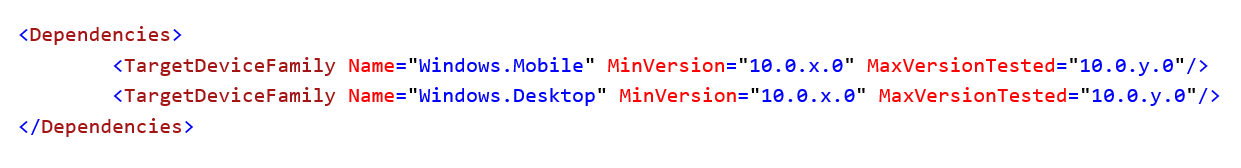 <Dependencies>
<TargetDeviceFamily Name="Windows.Mobile" MinVersion="10.0.x.0" MaxVersionTested="10.0.y.0"/>
<TargetDeviceFamily Name="Windows.Desktop" MinVersion="10.0.x.0" MaxVersionTested="10.0.y.0"/>
</Dependencies>